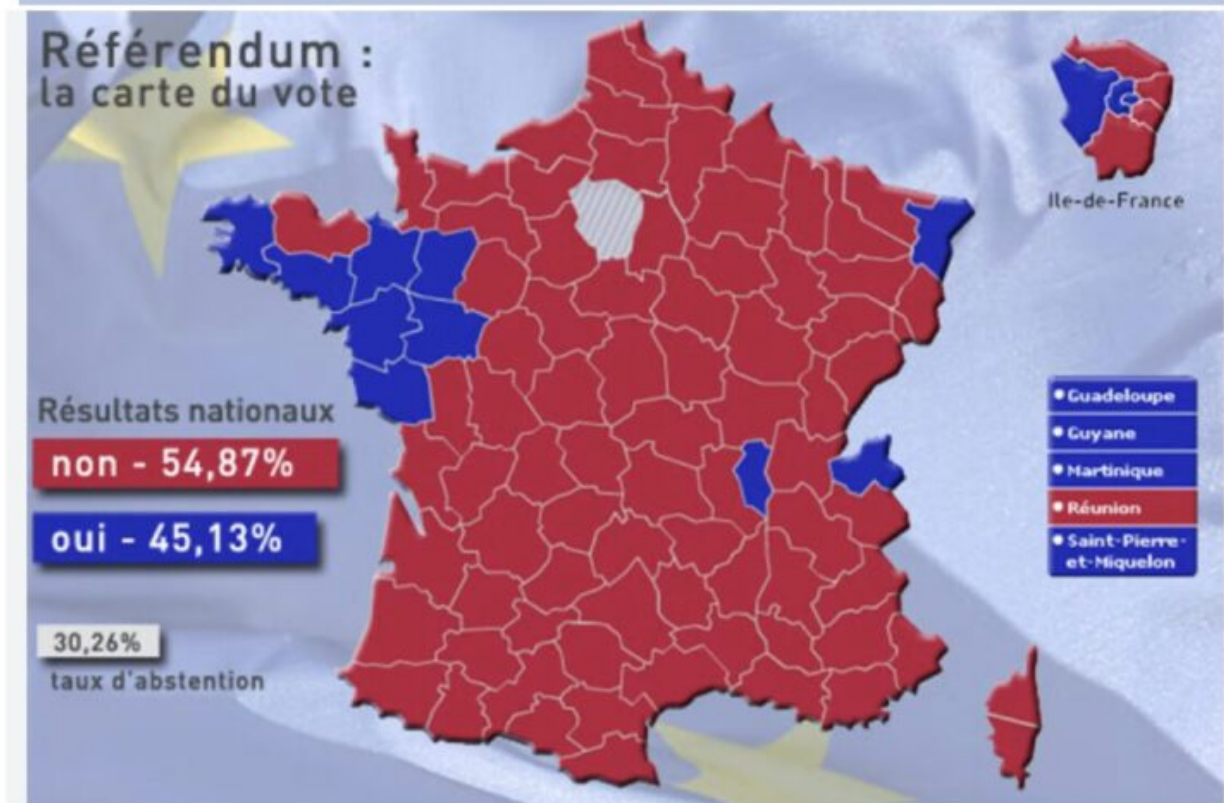 Référendum :
la carte du vote
Ile-de-France
Résultats nationaux
non - 54,87%
oui - 45,13%
30,26%
taux d'abstention
Guadeloupe
Guyane
Martinique
Réunion
Saint-Pierre-
et-Miquelon